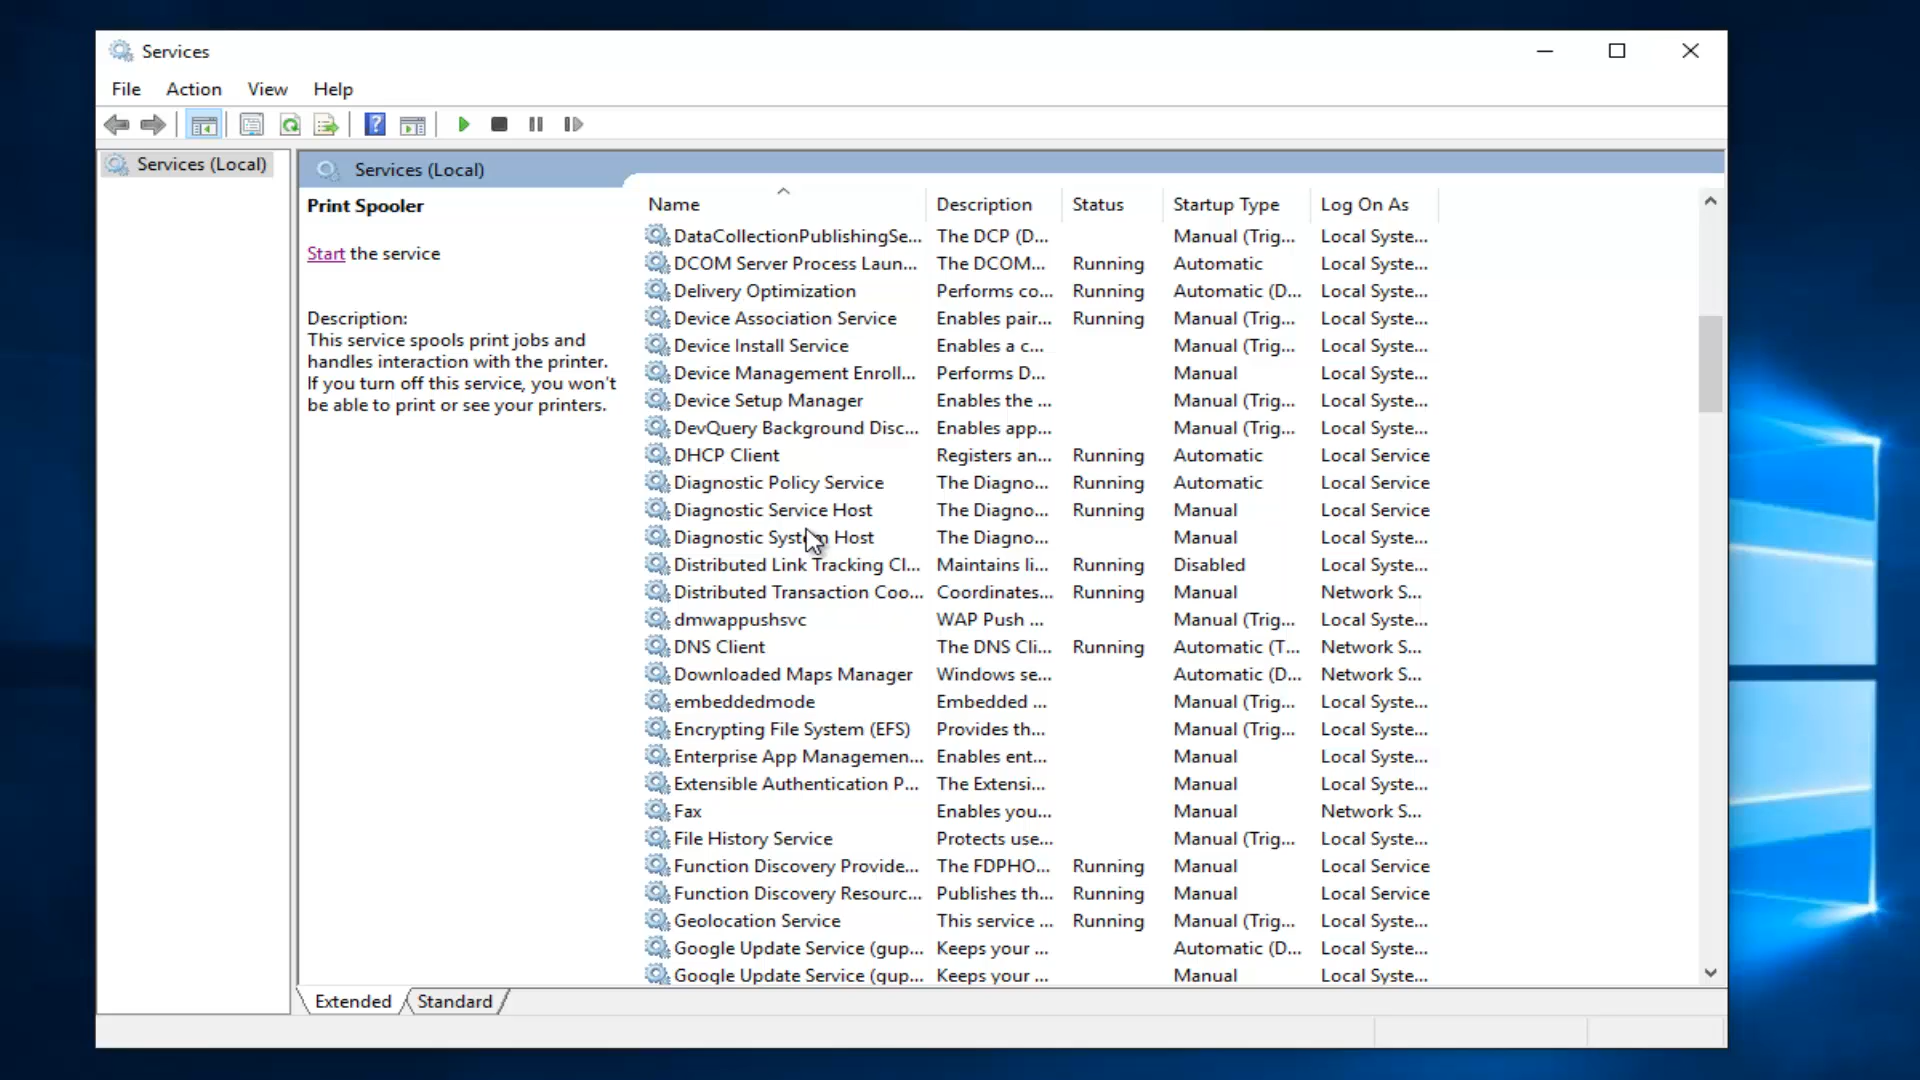 Services
File Action View Help
Services (Local)
Services (Local)
Print Spooler
Start the service
Description:
This service spools print jobs and
handles interaction with the printer.
If you turn off this service, you won't
be able to print or see your printers.
Name Description Status Startup Type Log On As
DataCollectionPublishingSe... The DCP (D... Manual (Trig... Local Syste...
DCOM Server Process Laun... The DCOM... Running Automatic Local Syste...
Delivery Optimization Performs co... Running Automatic (D... Local Syste...
Device Association Service Enables pair... Running Manual (Trig... Local Syste...
Device Install Service Enables a c... Manual (Trig... Local Syste...
Device Management Enroll... Performs D... Manual Local Syste...
Device Setup Manager Enables the ... Manual (Trig... Local Syste...
DevQuery Background Disc... Enables app... Manual (Trig... Local Syste...
DHCP Client Registers an... Running Automatic Local Service
Diagnostic Policy Service The Diagno... Running Automatic Local Service
Diagnostic Service Host The Diagno... Running Manual Local Service
Diagnostic System Host The Diagno... Manual Local Syste...
Distributed Link Tracking Cl... Maintains li... Running Disabled Local Syste...
Distributed Transaction Coo... Coordinates... Running Manual Network S...
dmwappushsvc WAP Push ... Manual (Trig... Local Syste...
DNS Client The DNS Cli... Running Automatic (T... Network S...
Downloaded Maps Manager Windows se... Automatic (D... Network S...
embeddedmode Embedded ... Manual (Trig... Local Syste...
Encrypting File System (EFS) Provides th... Manual (Trig... Local Syste...
Enterprise App Managemen... Enables ent... Manual Local Syste...
Extensible Authentication P... The Extensi... Manual Local Syste...
Fax Enables you... Manual Network S...
File History Service Protects use... Manual (Trig... Local Syste...
Function Discovery Provide... The FDPHO... Running Manual Local Service
Function Discovery Resourc... Publishes th... Running Manual Local Service
Geolocation Service This service ... Running Manual (Trig... Local Syste...
Google Update Service (gup... Keeps your ... Automatic (D... Local Syste...
Google Update Service (gup... Keeps your ... Manual Local Syste...
Extended Standard